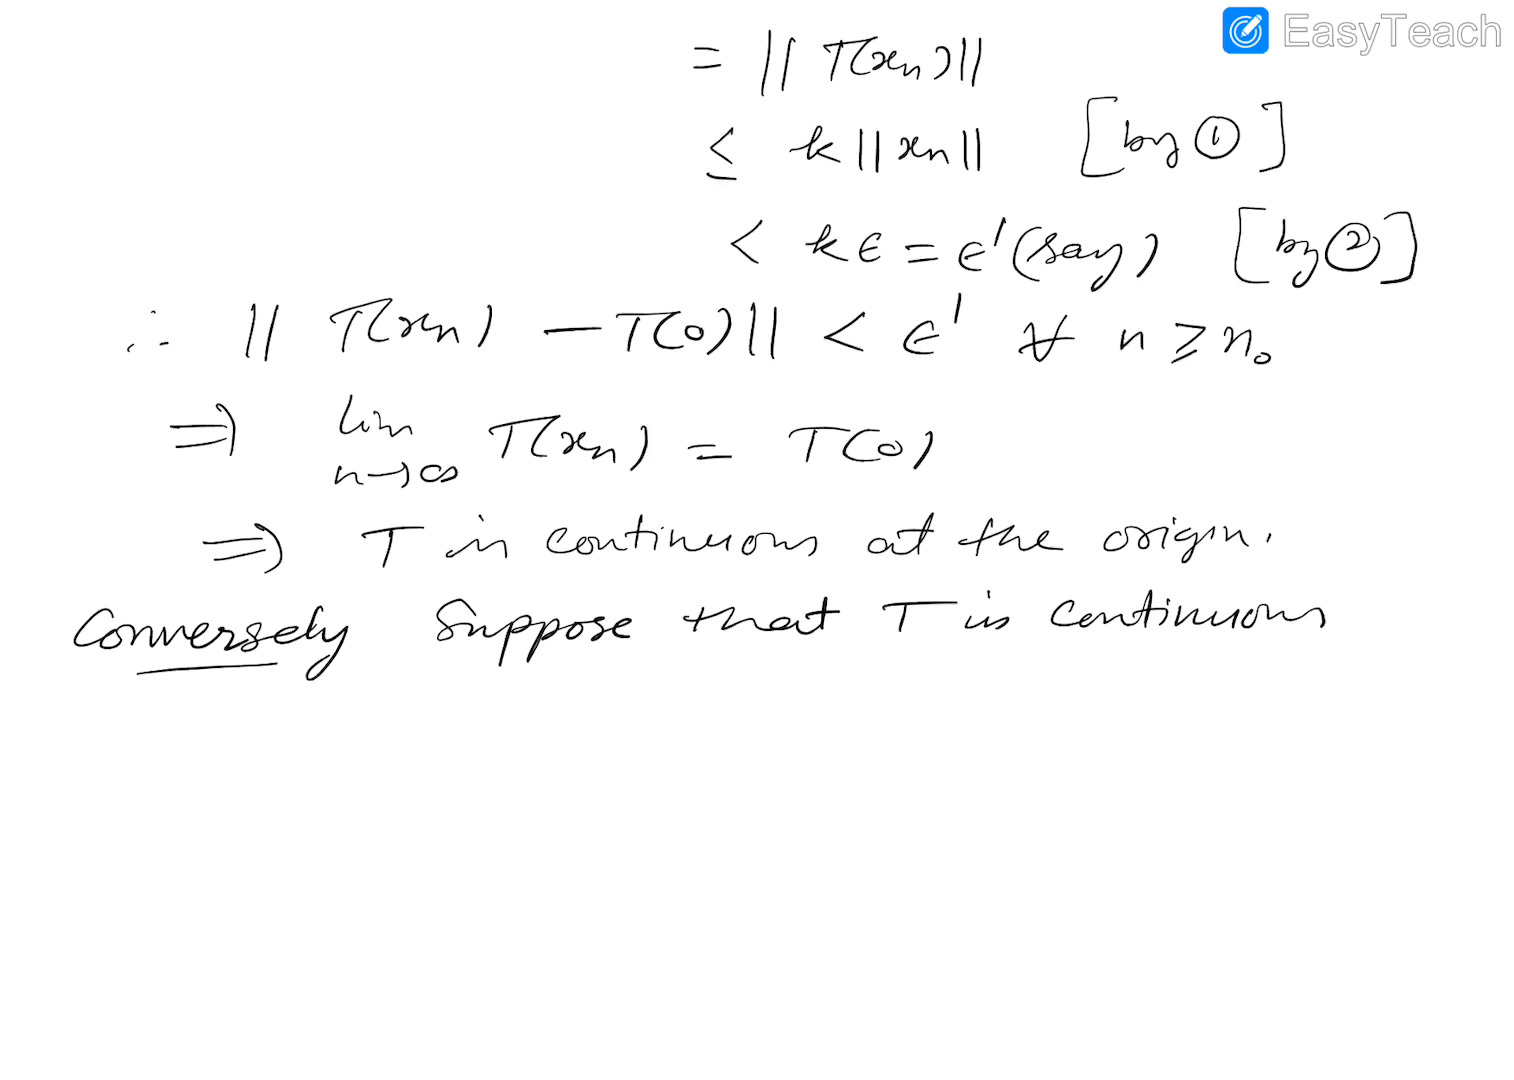 EasyTeach
= || T(xn) ||
≤ k || xn || [by ①]
< kϵ = ϵ' (say) [by ②]
∴ || T(xn) - T(0) || < ϵ' ∀ n ≥ n₀
⇒ lim n→∞ T(xn) = T(0)
⇒ T is continuous at the origin.
Conversely Suppose that T is continuous